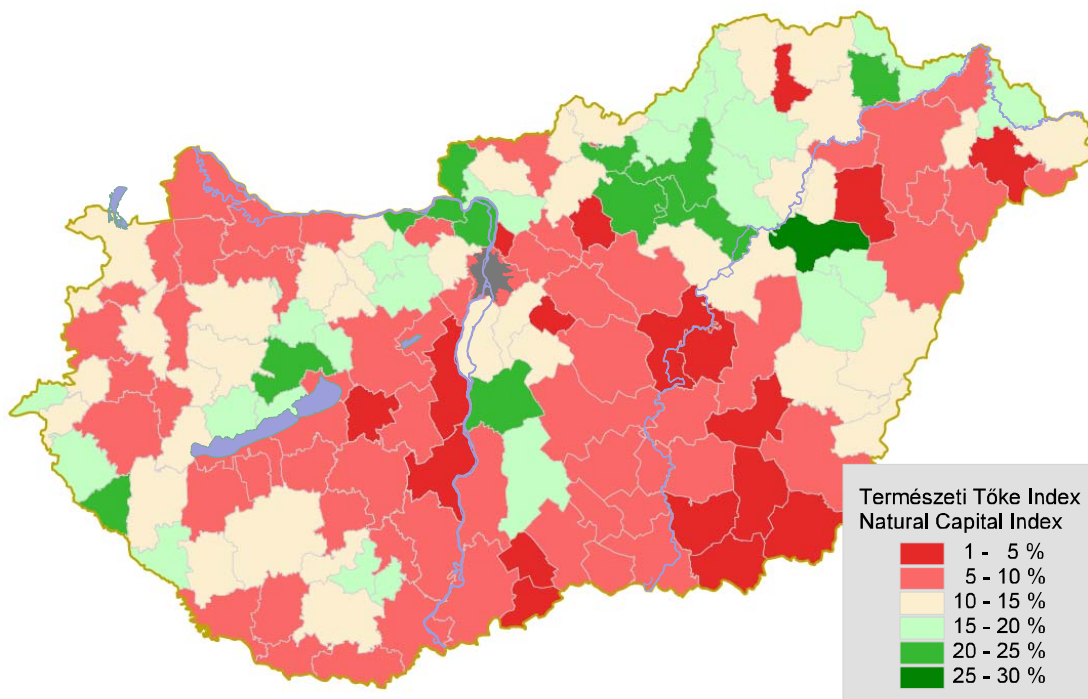 Természeti Tőke Index
Natural Capital Index
1 - 5 %
5 - 10 %
10 - 15 %
15 - 20 %
20 - 25 %
25 - 30 %